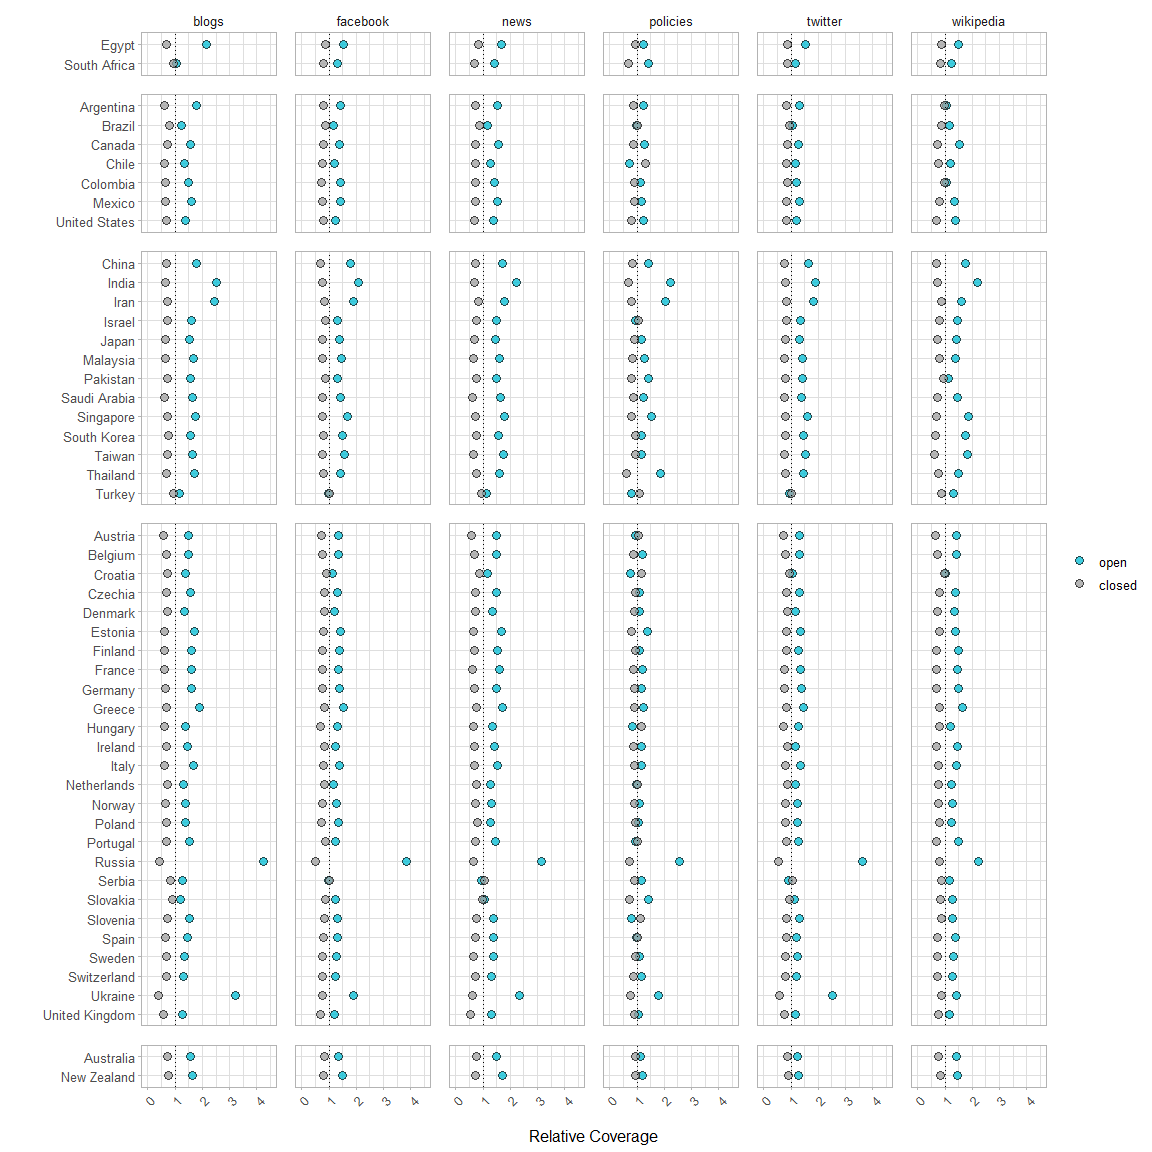 blogs facebook news policies twitter wikipedia
Egypt
South Africa
Argentina
Brazil
Canada
Chile
Colombia
Mexico
United States
China
India
Iran
Israel
Japan
Malaysia
Pakistan
Saudi Arabia
Singapore
South Korea
Taiwan
Thailand
Turkey
Austria
Belgium
Croatia
Czechia
Denmark
Estonia
open
closed
Finland
France
Germany
Greece
Hungary
Ireland
Italy
Netherlands
Norway
Poland
Portugal
Russia
Serbia
Slovakia
Slovenia
Spain
Sweden
Switzerland
Ukraine
United Kingdom
Australia
New Zealand
0 1 2 3 4 0 1 2 3 4 0 1 2 3 4 0 1 2 3 4 0 1 2 3 4 0 1 2 3 4
Relative Coverage